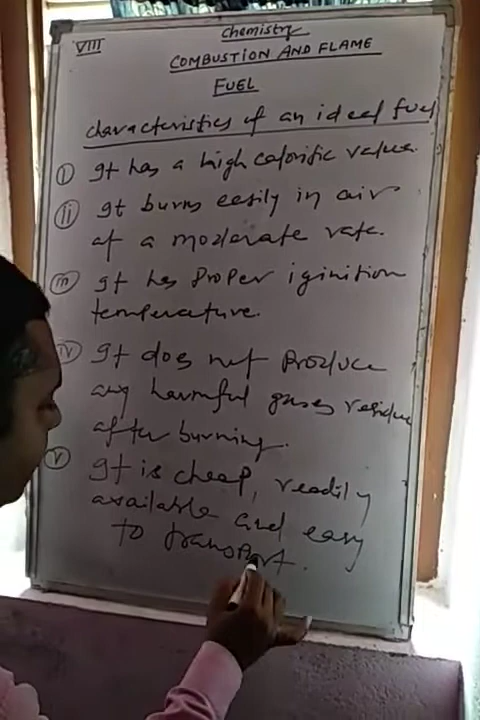 VIII
Chemistry
COMBUSTION AND FLAME
FUEL
characteristics of an ideal fuel
i It has a high calorific value.
ii It burns easily in air
at a moderate rate.
iii It has proper iginition
temperature.
iv It does not produce
any harmful gases residue
after burning.
v It is cheap, readily
available and easy
to transport.